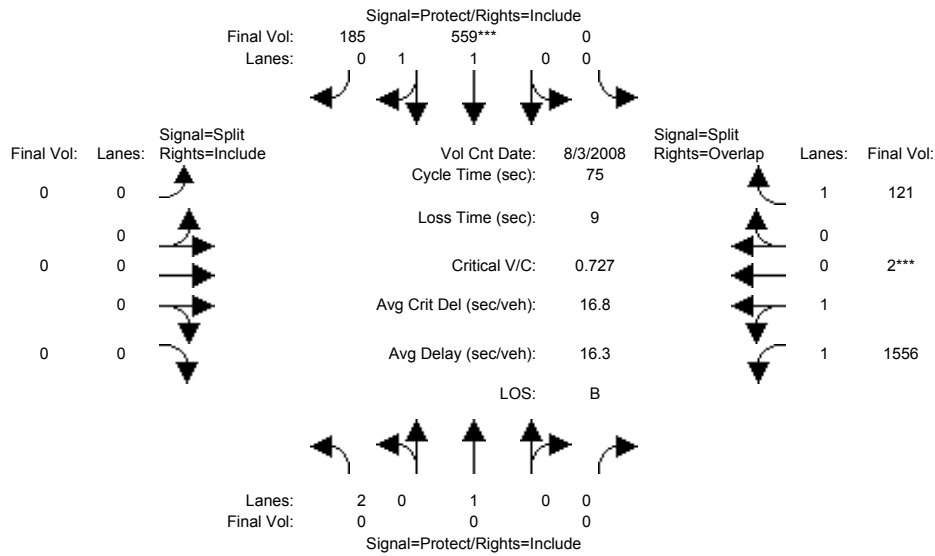 Signal=Protect/Rights=Include
Final Vol: 185 559*** 0
Lanes: 0 1 1 0 0
Signal=Split Signal=Split
Final Vol: Lanes: Rights=Include Vol Cnt Date: 8/3/2008 Rights=Overlap Lanes: Final Vol:
Cycle Time (sec): 75
0 0 1 121
Loss Time (sec): 9
0 0
0 0 Critical V/C: 0.727 0 2***
0 Avg Crit Del (sec/veh): 16.8 1
0 0 Avg Delay (sec/veh): 16.3 1 1556
LOS: B
Lanes: 2 0 1 0 0
Final Vol: 0 0 0
Signal=Protect/Rights=Include